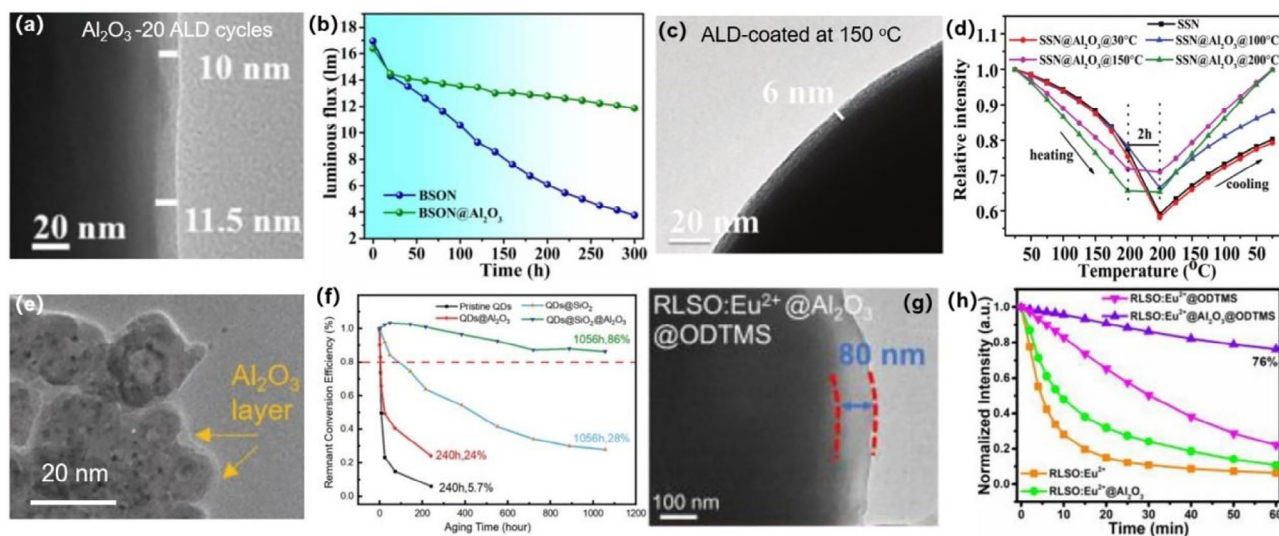 (a)
Al₂O₃ -20 ALD cycles
10 nm
20 nm
11.5 nm
(b)
luminous flux (lm)
18
16
14
12
10
8
6
4
2
BSON
BSON@Al₂O₃
0 50 100 150 200 250 300
Time (h)
(c)
ALD-coated at 150 °C
6 nm
20 nm
(d)
Relative intensity
1.0
0.9
0.8
0.7
0.6
SSN
SSN@Al₂O₃@30°C
SSN@Al₂O₃@100°C
SSN@Al₂O₃@150°C
SSN@Al₂O₃@200°C
2h
heating
cooling
50 100 150 200 200 150 100 50
Temperature (°C)
(e)
Al₂O₃
layer
20 nm
(f)
Remnant Conversion Efficiency (%)
1.0
0.8
0.6
0.4
0.2
0.0
Pristine QDs
QDs@SiO₂
QDs@Al₂O₃
QDs@SiO₂@Al₂O₃
1056h,86%
1056h,28%
240h,24%
240h,5.7%
0 200 400 600 800 1000 1200
Aging Time (hour)
(g)
RLSO:Eu²⁺@Al₂O₃
@ODTMS
80 nm
100 nm
(h)
Normalized Intensity (a.u.)
1.0
0.8
0.6
0.4
0.2
0.0
RLSO:Eu²⁺@ODTMS
RLSO:Eu²⁺@Al₂O₃@ODTMS
76%
RLSO:Eu²⁺
RLSO:Eu²⁺@Al₂O₃
0 10 20 30 40 50 60
Time (min)